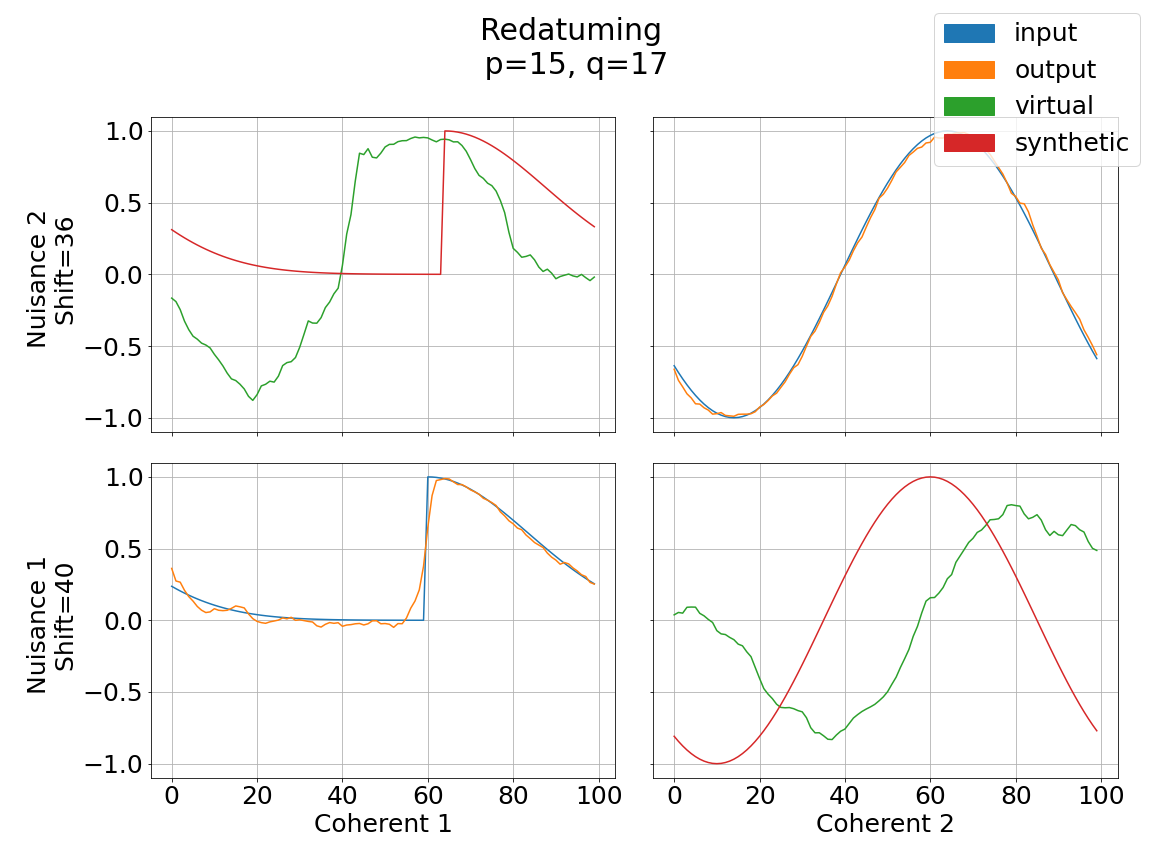 Redatuming
p=15, q=17
input
output
virtual
synthetic
Nuisance 2
Shift=36
1.0
0.5
0.0
−0.5
−1.0
Nuisance 1
Shift=40
1.0
0.5
0.0
−0.5
−1.0
0 20 40 60 80 100
0 20 40 60 80 100
Coherent 1
Coherent 2